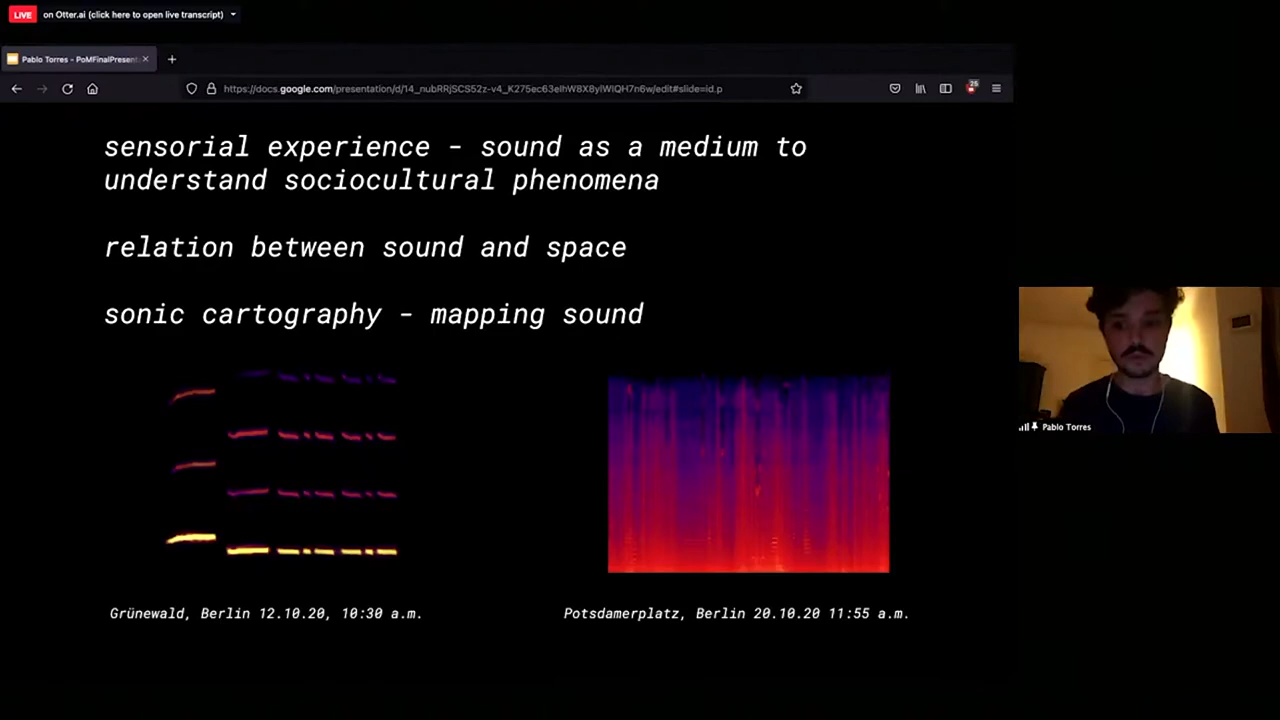 LIVE on Otter.ai (click here to open live transcript)
Pablo Torres - PoMFinalPresent
https://docs.google.com/presentation/d/14_nubRRjSCS52z-v4_K275ec63elhW8X8ylWIQH7n6w/edit#slide=id.p
25
sensorial experience - sound as a medium to
understand sociocultural phenomena
relation between sound and space
sonic cartography - mapping sound
Pablo Torres
Grünewald, Berlin 12.10.20, 10:30 a.m.
Potsdamerplatz, Berlin 20.10.20 11:55 a.m.